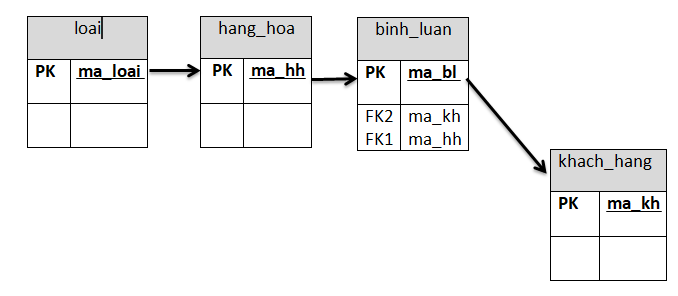 loai
PK ma_loai
hang_hoa
PK ma_hh
binh_luan
PK ma_bl
FK2 ma_kh
FK1 ma_hh
khach_hang
PK ma_kh